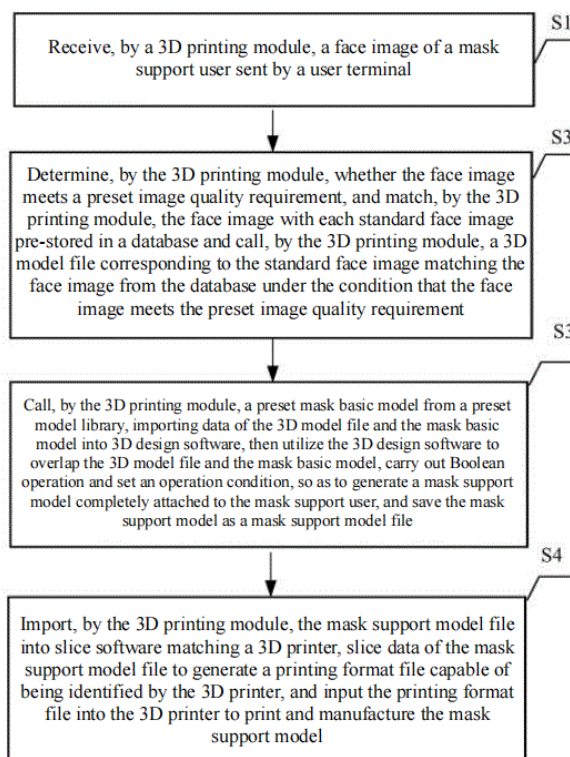 S1
Receive, by a 3D printing module, a face image of a mask
support user sent by a user terminal
S3
Determine, by the 3D printing module, whether the face image
meets a preset image quality requirement, and match, by the 3D
printing module, the face image with each standard face image
pre-stored in a database and call, by the 3D printing module, a 3D
model file corresponding to the standard face image matching the
face image from the database under the condition that the face
image meets the preset image quality requirement
S3
Call, by the 3D printing module, a preset mask basic model from a preset
model library, importing data of the 3D model file and the mask basic
model into 3D design software, then utilize the 3D design software to
overlap the 3D model file and the mask basic model, carry out Boolean
operation and set an operation condition, so as to generate a mask support
model completely attached to the mask support user, and save the mask
support model as a mask support model file
S4
Import, by the 3D printing module, the mask support model file
into slice software matching a 3D printer, slice data of the mask
support model file to generate a printing format file capable of
being identified by the 3D printer, and input the printing format
file into the 3D printer to print and manufacture the mask
support model